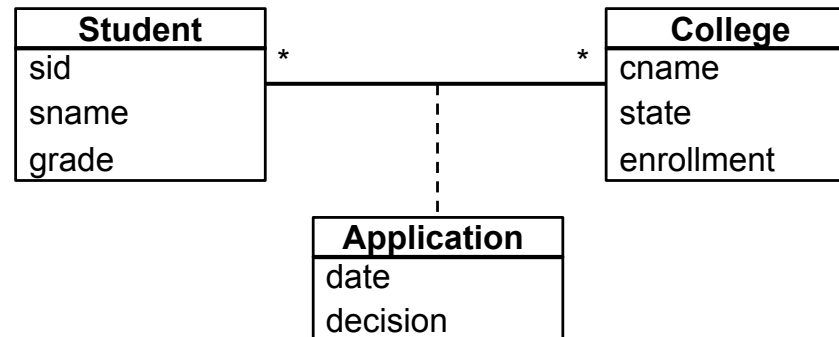 Student
sid
sname
grade
*
*
College
cname
state
enrollment
Application
date
decision